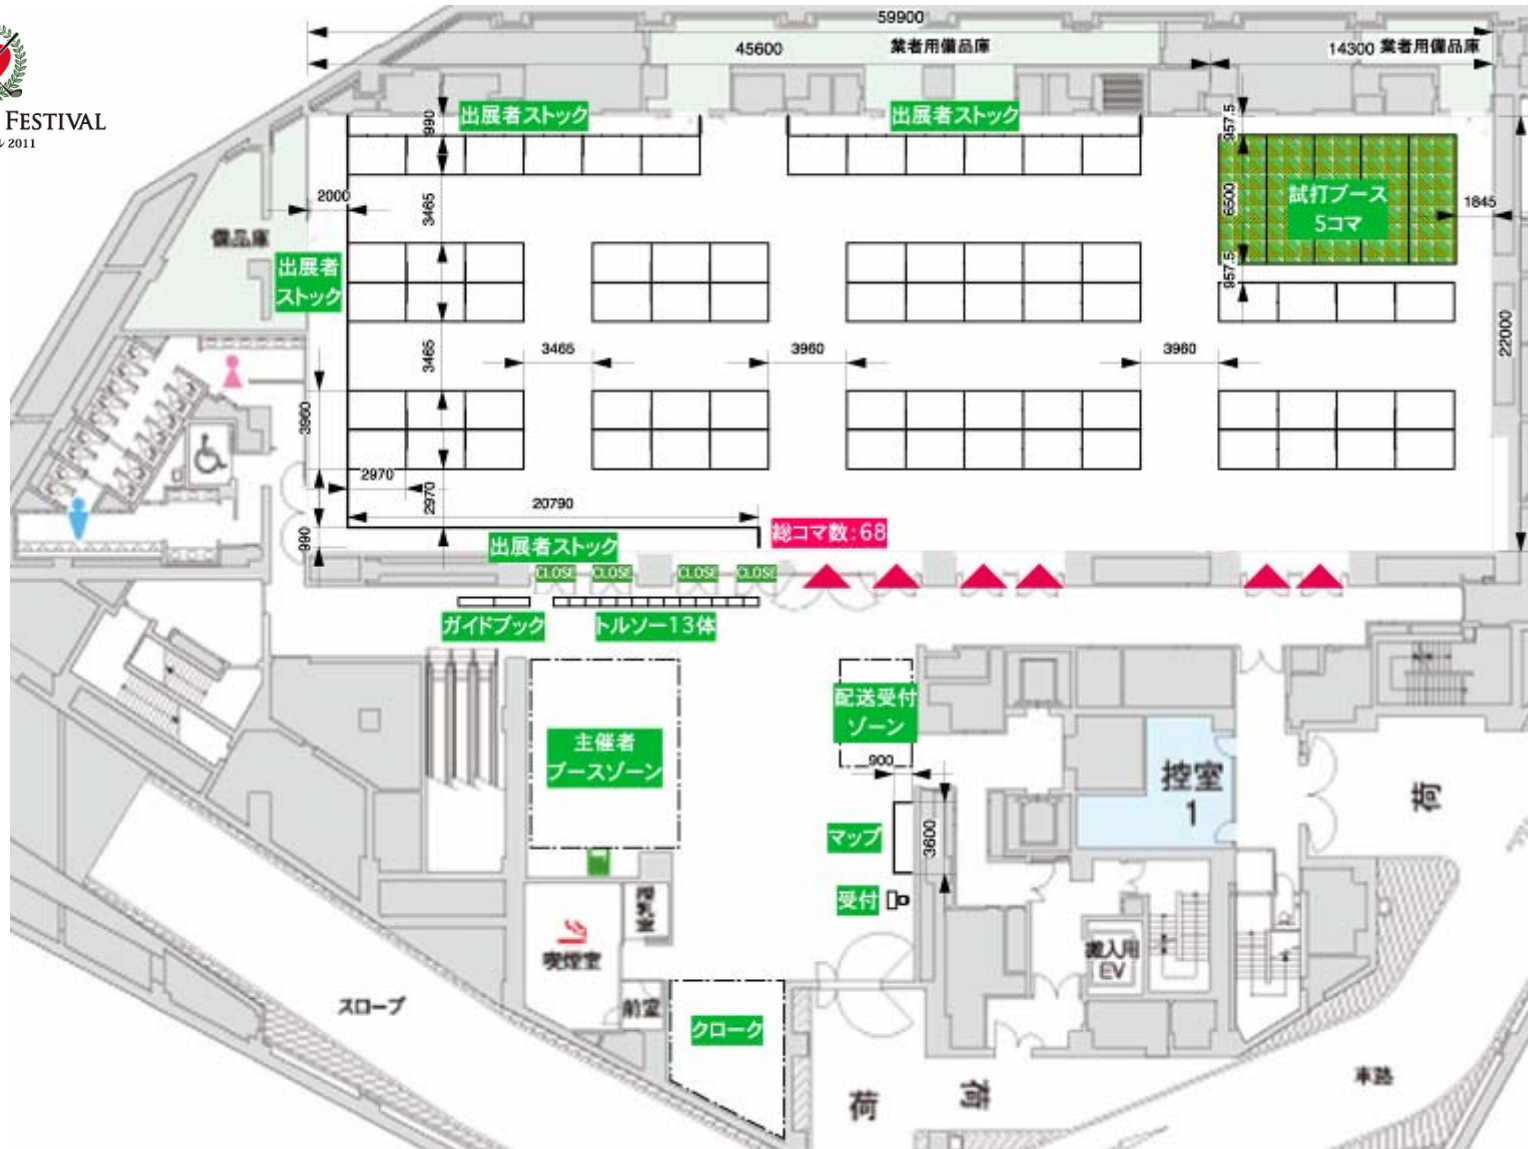 FESTIVAL
2011
59900
45600
業者用備品庫
14300
業者用備品庫
出展者ストック
出展者ストック
990
957.5
2000
3465
6500
試打ブース
5コマ
1845
備品庫
出展者
ストック
957.5
22000
3465
3465
3960
3960
3960
2970
2970
20790
990
総コマ数:68
出展者ストック
CLOSE
CLOSE
CLOSE
CLOSE
ガイドブック
トルソー13体
配送受付
ゾーン
主催者
ブースゾーン
900
控室
1
荷
マップ
3600
受付
喫煙室
搬入用
EV
前室
スロープ
クローク
車路
荷
荷